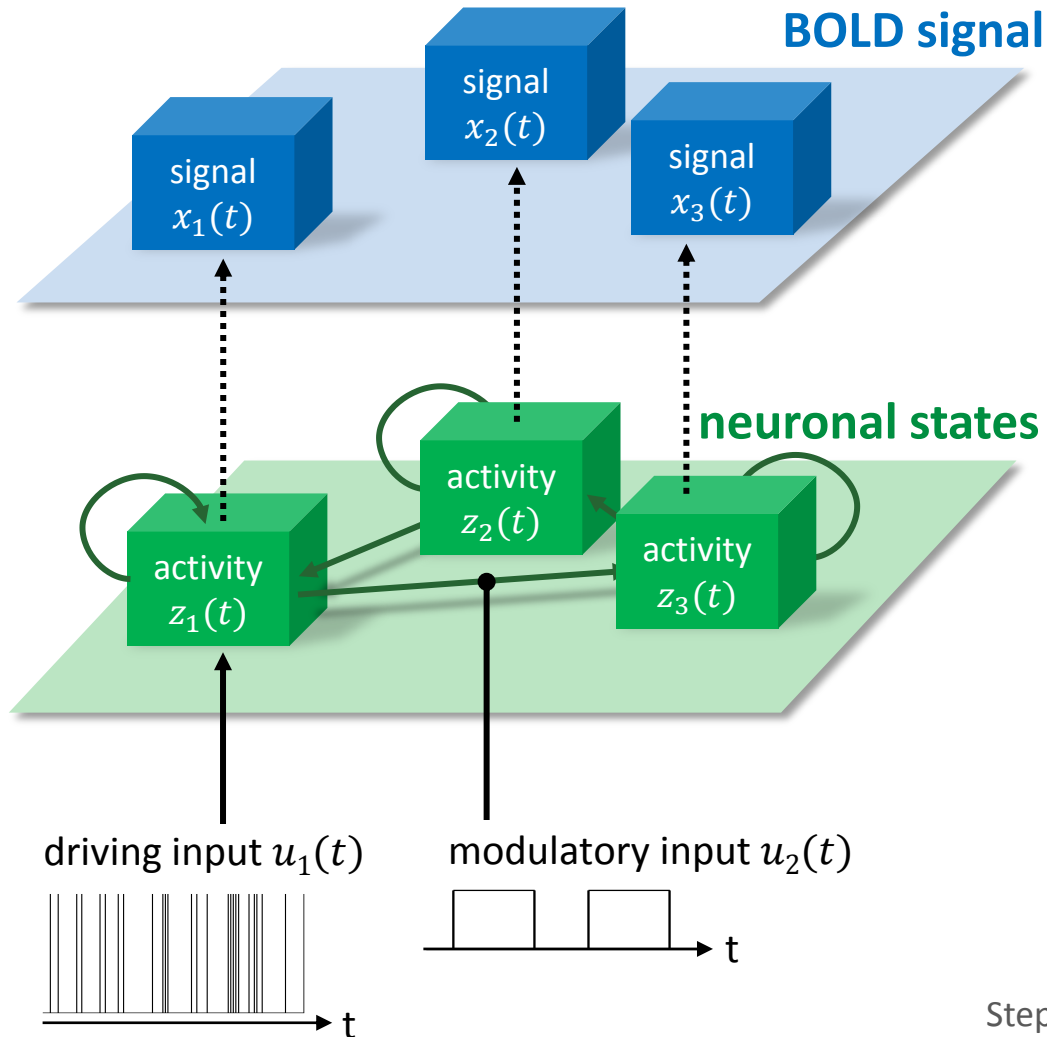 BOLD signal
signal
x₂(t)
signal
x₁(t)
signal
x₃(t)
neuronal states
activity
z₂(t)
activity
z₁(t)
activity
z₃(t)
driving input u₁(t)
modulatory input u₂(t)
t
t
Step